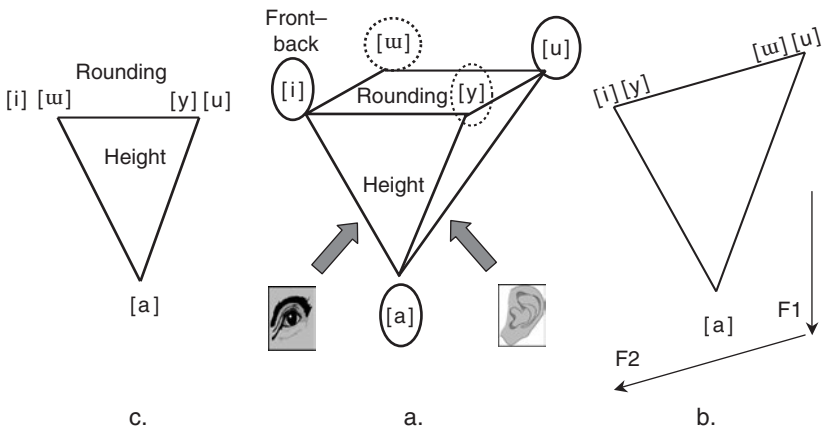 Rounding
[i] [ɯ] [y] [u]
Height
[a]
c.
Front–
back
[ɯ]
[u]
[i]
Rounding
[y]
Height
[a]
a.
[ɯ] [u]
[i] [y]
[a]
F1
F2
b.